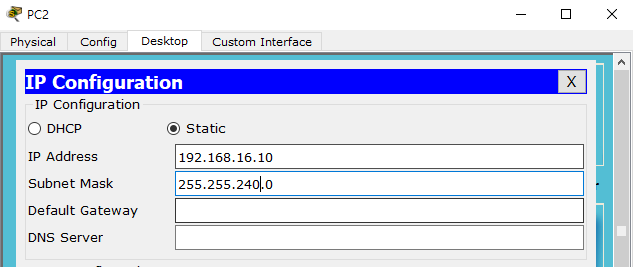 PC2
Physical Config Desktop Custom Interface
IP Configuration X
IP Configuration
DHCP Static
IP Address 192.168.16.10
Subnet Mask 255.255.240.0
Default Gateway
DNS Server